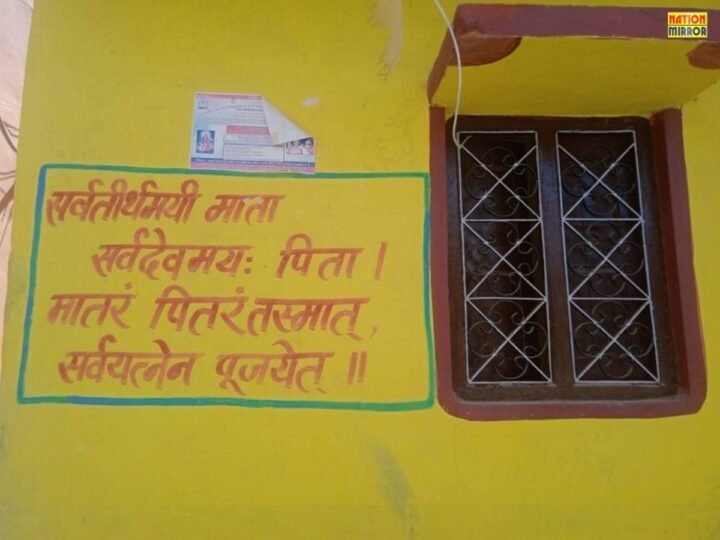 NATION
MIRROR
सर्वतीर्थमयी माता
सर्वदेवमयः पिता ।
मातरं पितरं तस्मात्,
सर्वयत्नेन पूजयेत् ॥